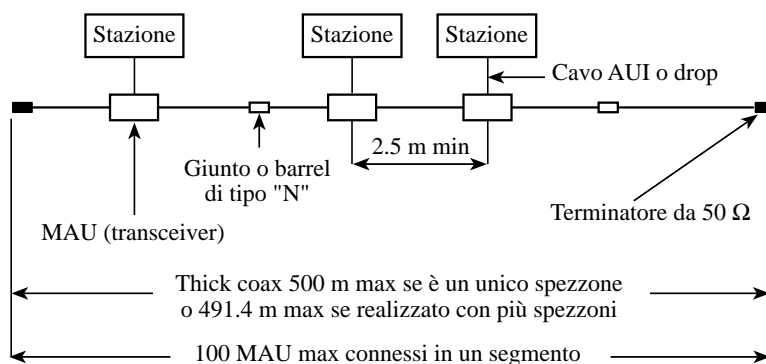 Stazione
Stazione
Stazione
Cavo AUI o drop
2.5 m min
Giunto o barrel
di tipo "N"
Terminatore da 50 Ω
MAU (transceiver)
Thick coax 500 m max se è un unico spezzone
o 491.4 m max se realizzato con più spezzoni
100 MAU max connessi in un segmento